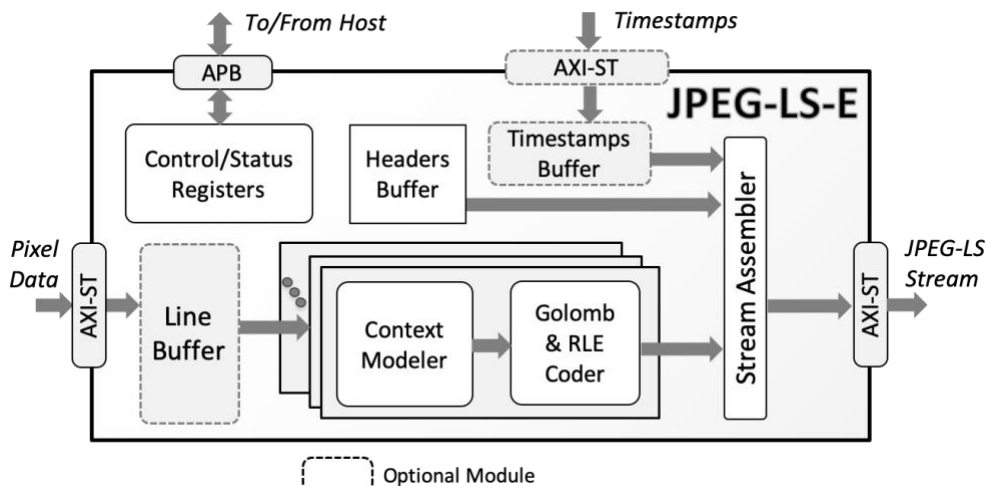 To/From Host
Timestamps
APB
AXI-ST
JPEG-LS-E
Control/Status
Registers
Headers
Buffer
Timestamps
Buffer
Pixel
Data
AXI-ST
Line
Buffer
Context
Modeler
Golomb
& RLE
Coder
Stream Assembler
AXI-ST
JPEG-LS
Stream
Optional Module